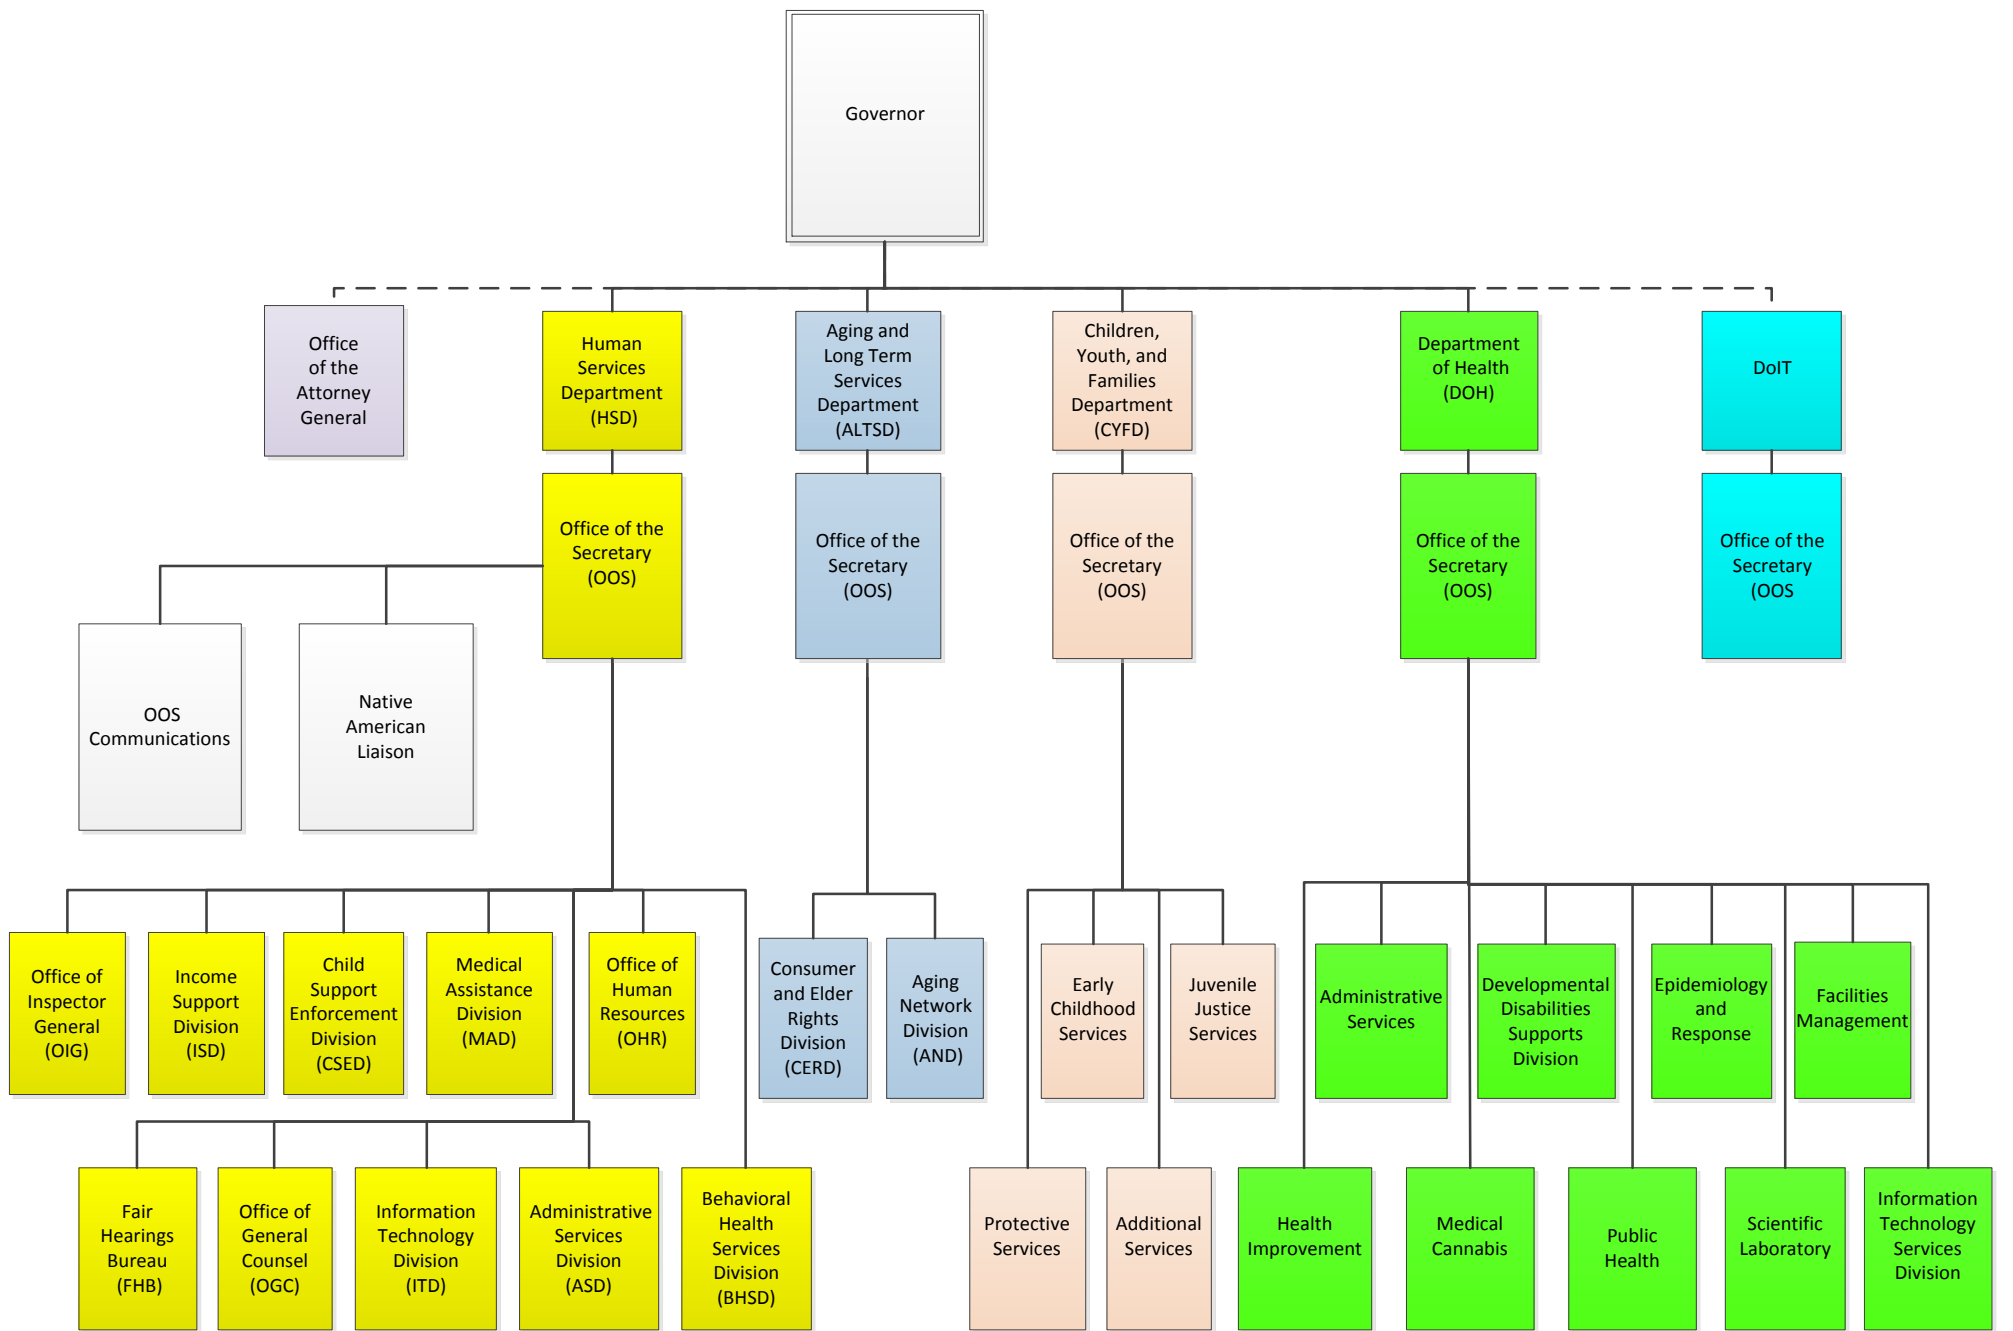 Governor
Office
of the
Attorney
General
Human
Services
Department
(HSD)
Aging and
Long Term
Services
Department
(ALTSD)
Children,
Youth, and
Families
Department
(CYFD)
Department
of Health
(DOH)
DoIT
Office of the
Secretary
(OOS)
Office of the
Secretary
(OOS)
Office of the
Secretary
(OOS)
Office of the
Secretary
(OOS)
Office of the
Secretary
(OOS
OOS
Communications
Native
American
Liaison
Office of
Inspector
General
(OIG)
Income
Support
Division
(ISD)
Child
Support
Enforcement
Division
(CSED)
Medical
Assistance
Division
(MAD)
Office of
Human
Resources
(OHR)
Consumer
and Elder
Rights
Division
(CERD)
Aging
Network
Division
(AND)
Early
Childhood
Services
Juvenile
Justice
Services
Administrative
Services
Developmental
Disabilities
Supports
Division
Epidemiology
and
Response
Facilities
Management
Fair
Hearings
Bureau
(FHB)
Office of
General
Counsel
(OGC)
Information
Technology
Division
(ITD)
Administrative
Services
Division
(ASD)
Behavioral
Health
Services
Division
(BHSD)
Protective
Services
Additional
Services
Health
Improvement
Medical
Cannabis
Public
Health
Scientific
Laboratory
Information
Technology
Services
Division